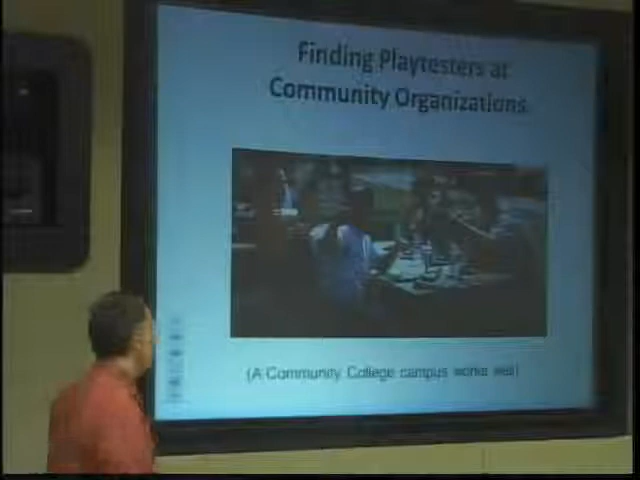 Finding Playtesters at
Community Organizations
(A Community College campus works well)